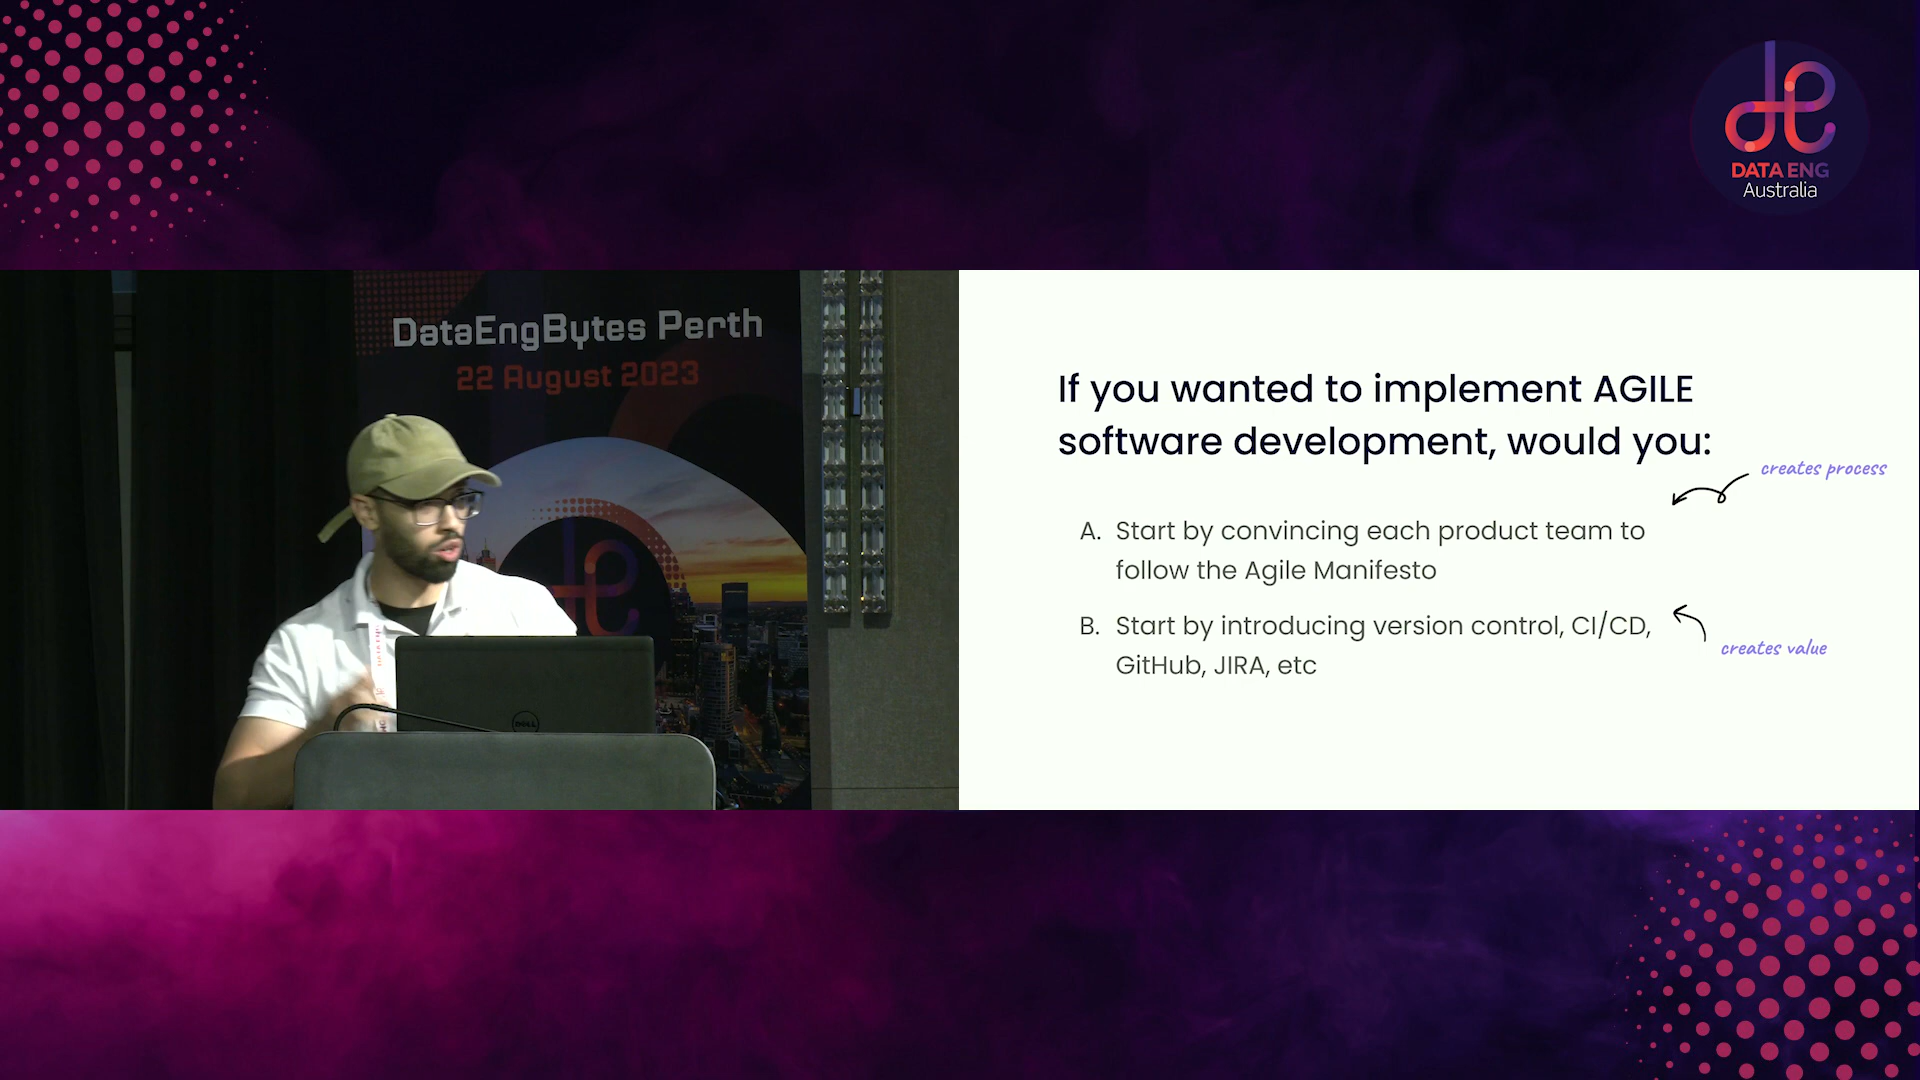 DATA ENG
Australia
DataEngBytes Perth
22 August 2023
DELL
If you wanted to implement AGILE
software development, would you:
creates process
A. Start by convincing each product team to
follow the Agile Manifesto
B. Start by introducing version control, CI/CD,
GitHub, JIRA, etc
creates value